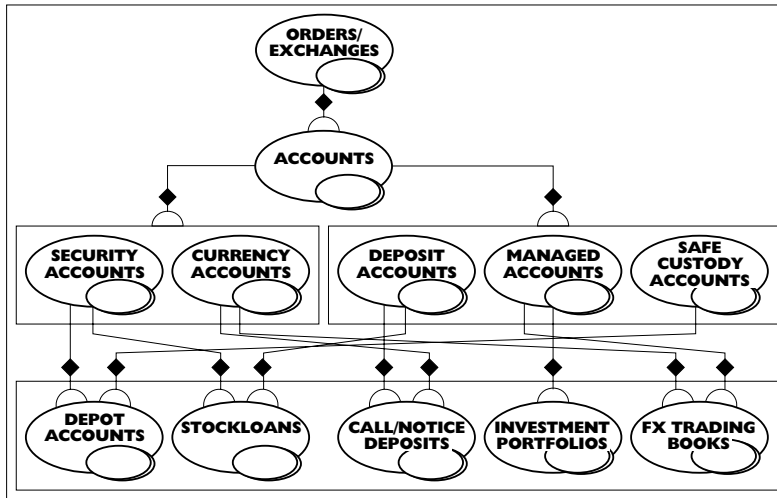 ORDERS/
EXCHANGES
ACCOUNTS
SECURITY
ACCOUNTS
CURRENCY
ACCOUNTS
DEPOSIT
ACCOUNTS
MANAGED
ACCOUNTS
SAFE
CUSTODY
ACCOUNTS
DEPOT
ACCOUNTS
STOCKLOANS
CALL/NOTICE
DEPOSITS
INVESTMENT
PORTFOLIOS
FX TRADING
BOOKS